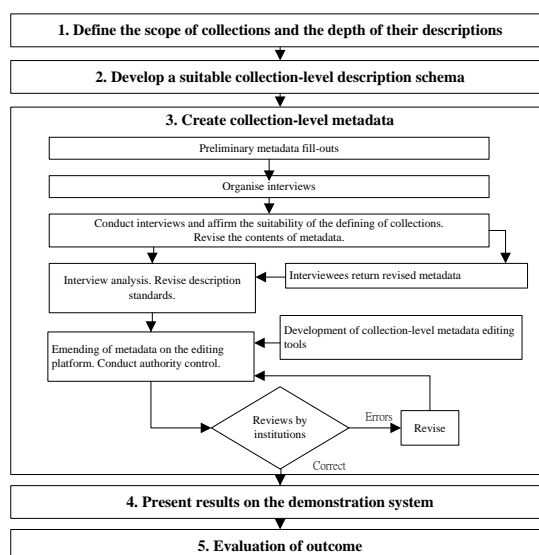 1. Define the scope of collections and the depth of their descriptions
2. Develop a suitable collection-level description schema
3. Create collection-level metadata
Preliminary metadata fill-outs
Organise interviews
Conduct interviews and affirm the suitability of the defining of collections.
Revise the contents of metadata.
Interview analysis. Revise description
standards.
Interviewees return revised metadata
Development of collection-level metadata editing
tools
Emending of metadata on the editing
platform. Conduct authority control.
Reviews by
institutions
Errors
Revise
Correct
4. Present results on the demonstration system
5. Evaluation of outcome